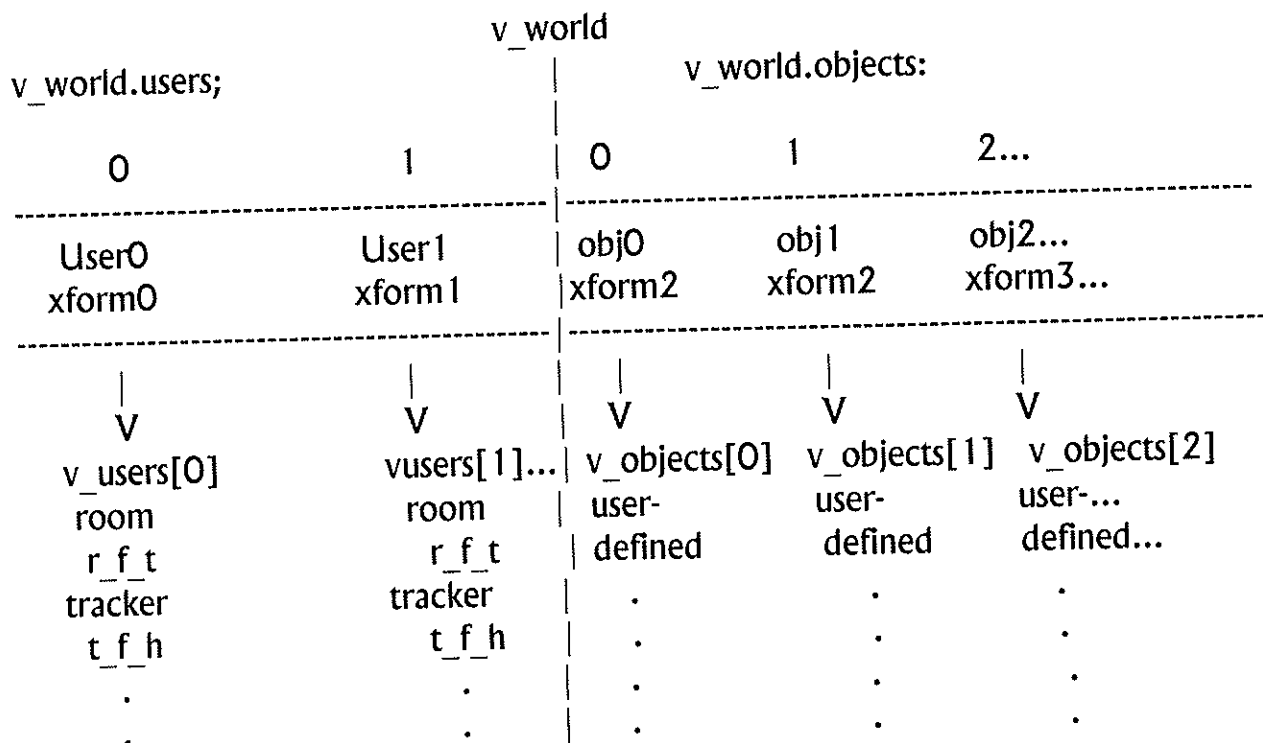 v_world
v_world.users; v_world.objects:
0 1 0 1 2...
User0 User1 obj0 obj1 obj2...
xform0 xform1 xform2 xform2 xform3...
V V V V V
v_users[0] vusers[1]... v_objects[0] v_objects[1] v_objects[2]
room room user- user- user-...
r_f_t r_f_t defined defined defined...
tracker tracker . . .
t_f_h t_f_h . . .
. . . . .
. . . . .